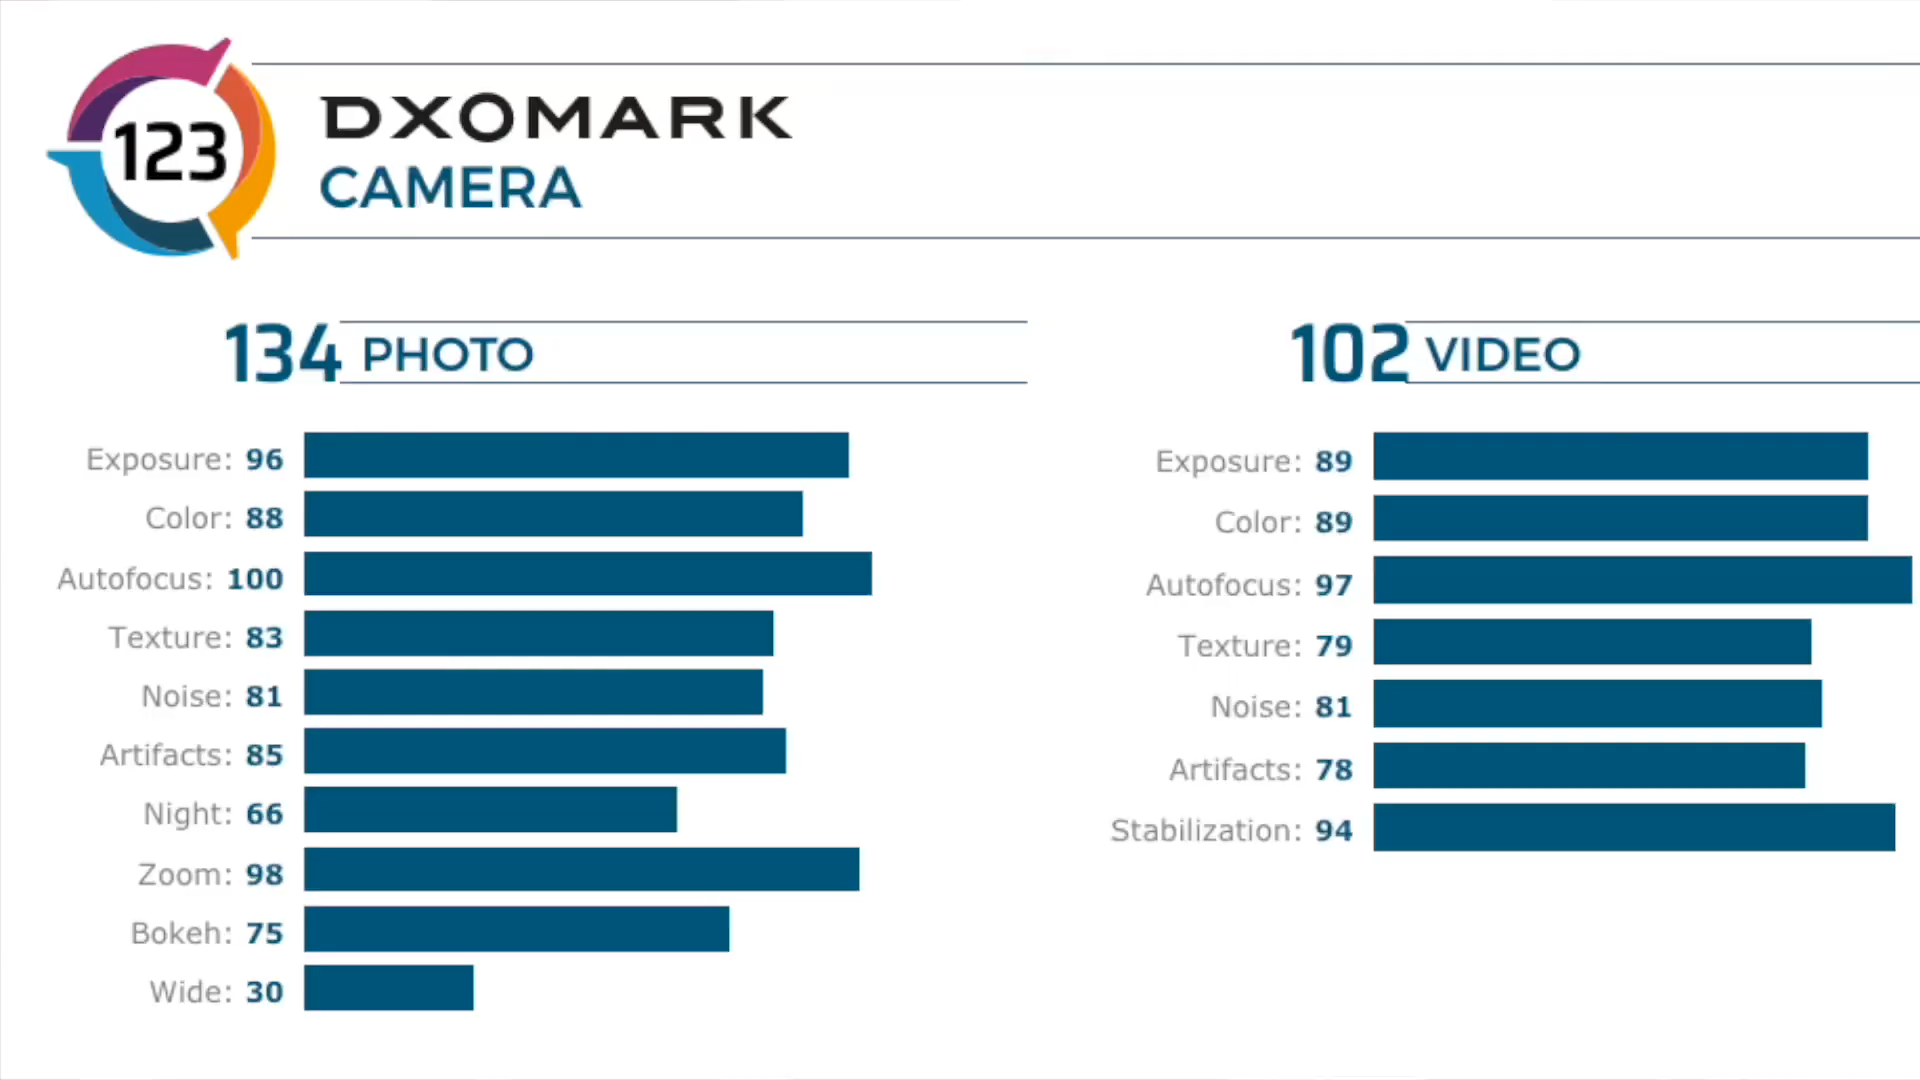 123
DXOMARK
CAMERA
134 PHOTO
Exposure: 96
Color: 88
Autofocus: 100
Texture: 83
Noise: 81
Artifacts: 85
Night: 66
Zoom: 98
Bokeh: 75
Wide: 30
102 VIDEO
Exposure: 89
Color: 89
Autofocus: 97
Texture: 79
Noise: 81
Artifacts: 78
Stabilization: 94